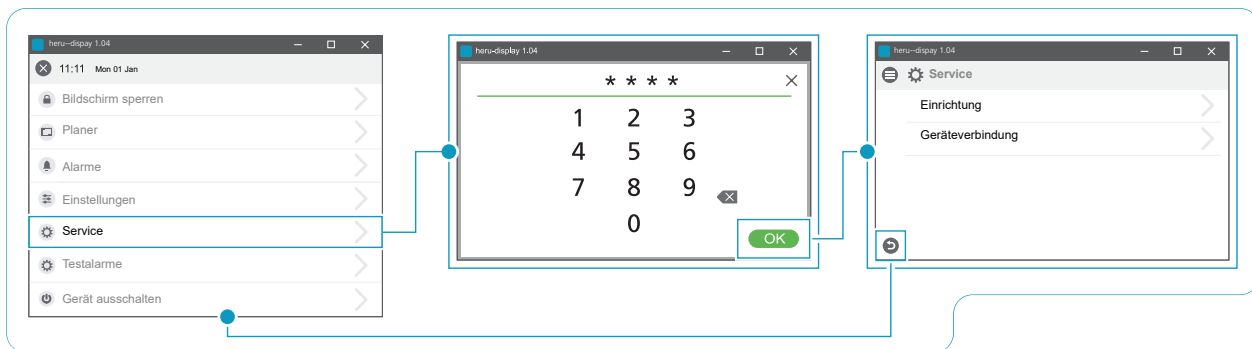 heru--dispay 1.04
11:11 Mon 01 Jan
Bildschirm sperren
Planer
Alarme
Einstellungen
Service
Testalarme
Gerät ausschalten
heru-display 1.04
* * * *
1 2 3
4 5 6
7 8 9
0
OK
heru--dispay 1.04
Service
Einrichtung
Geräteverbindung